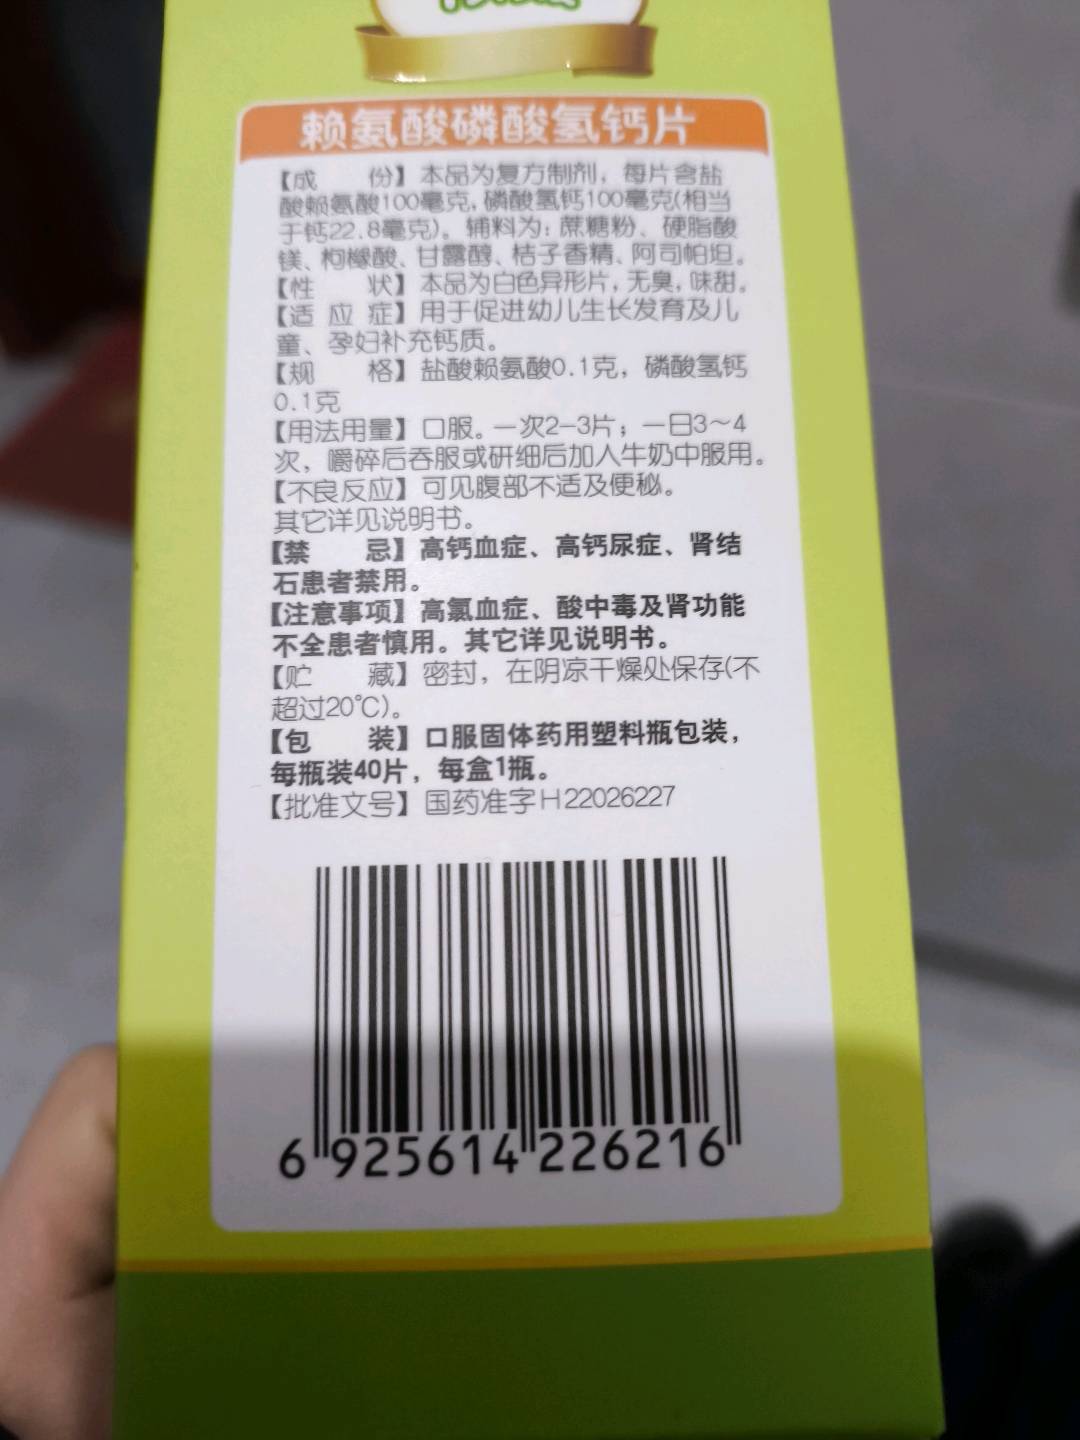 赖氨酸磷酸氢钙片
【成　　份】本品为复方制剂，每片含盐
酸赖氨酸100毫克，磷酸氢钙100毫克(相当
于钙22.8毫克)。辅料为：蔗糖粉、硬脂酸
镁、枸橼酸、甘露醇、桔子香精、阿司帕坦。
【性　　状】本品为白色异形片，无臭，味甜。
【适 应 症】用于促进幼儿生长发育及儿
童、孕妇补充钙质。
【规　　格】盐酸赖氨酸0.1克，磷酸氢钙
0.1克
【用法用量】口服。一次2-3片；一日3～4
次，嚼碎后吞服或研细后加入牛奶中服用。
【不良反应】可见腹部不适及便秘。
其它详见说明书。
【禁　　忌】高钙血症、高钙尿症、肾结
石患者禁用。
【注意事项】高氯血症、酸中毒及肾功能
不全患者慎用。其它详见说明书。
【贮　　藏】密封，在阴凉干燥处保存(不
超过20℃)。
【包　　装】口服固体药用塑料瓶包装，
每瓶装40片，每盒1瓶。
【批准文号】国药准字H22026227
6 925614 226216